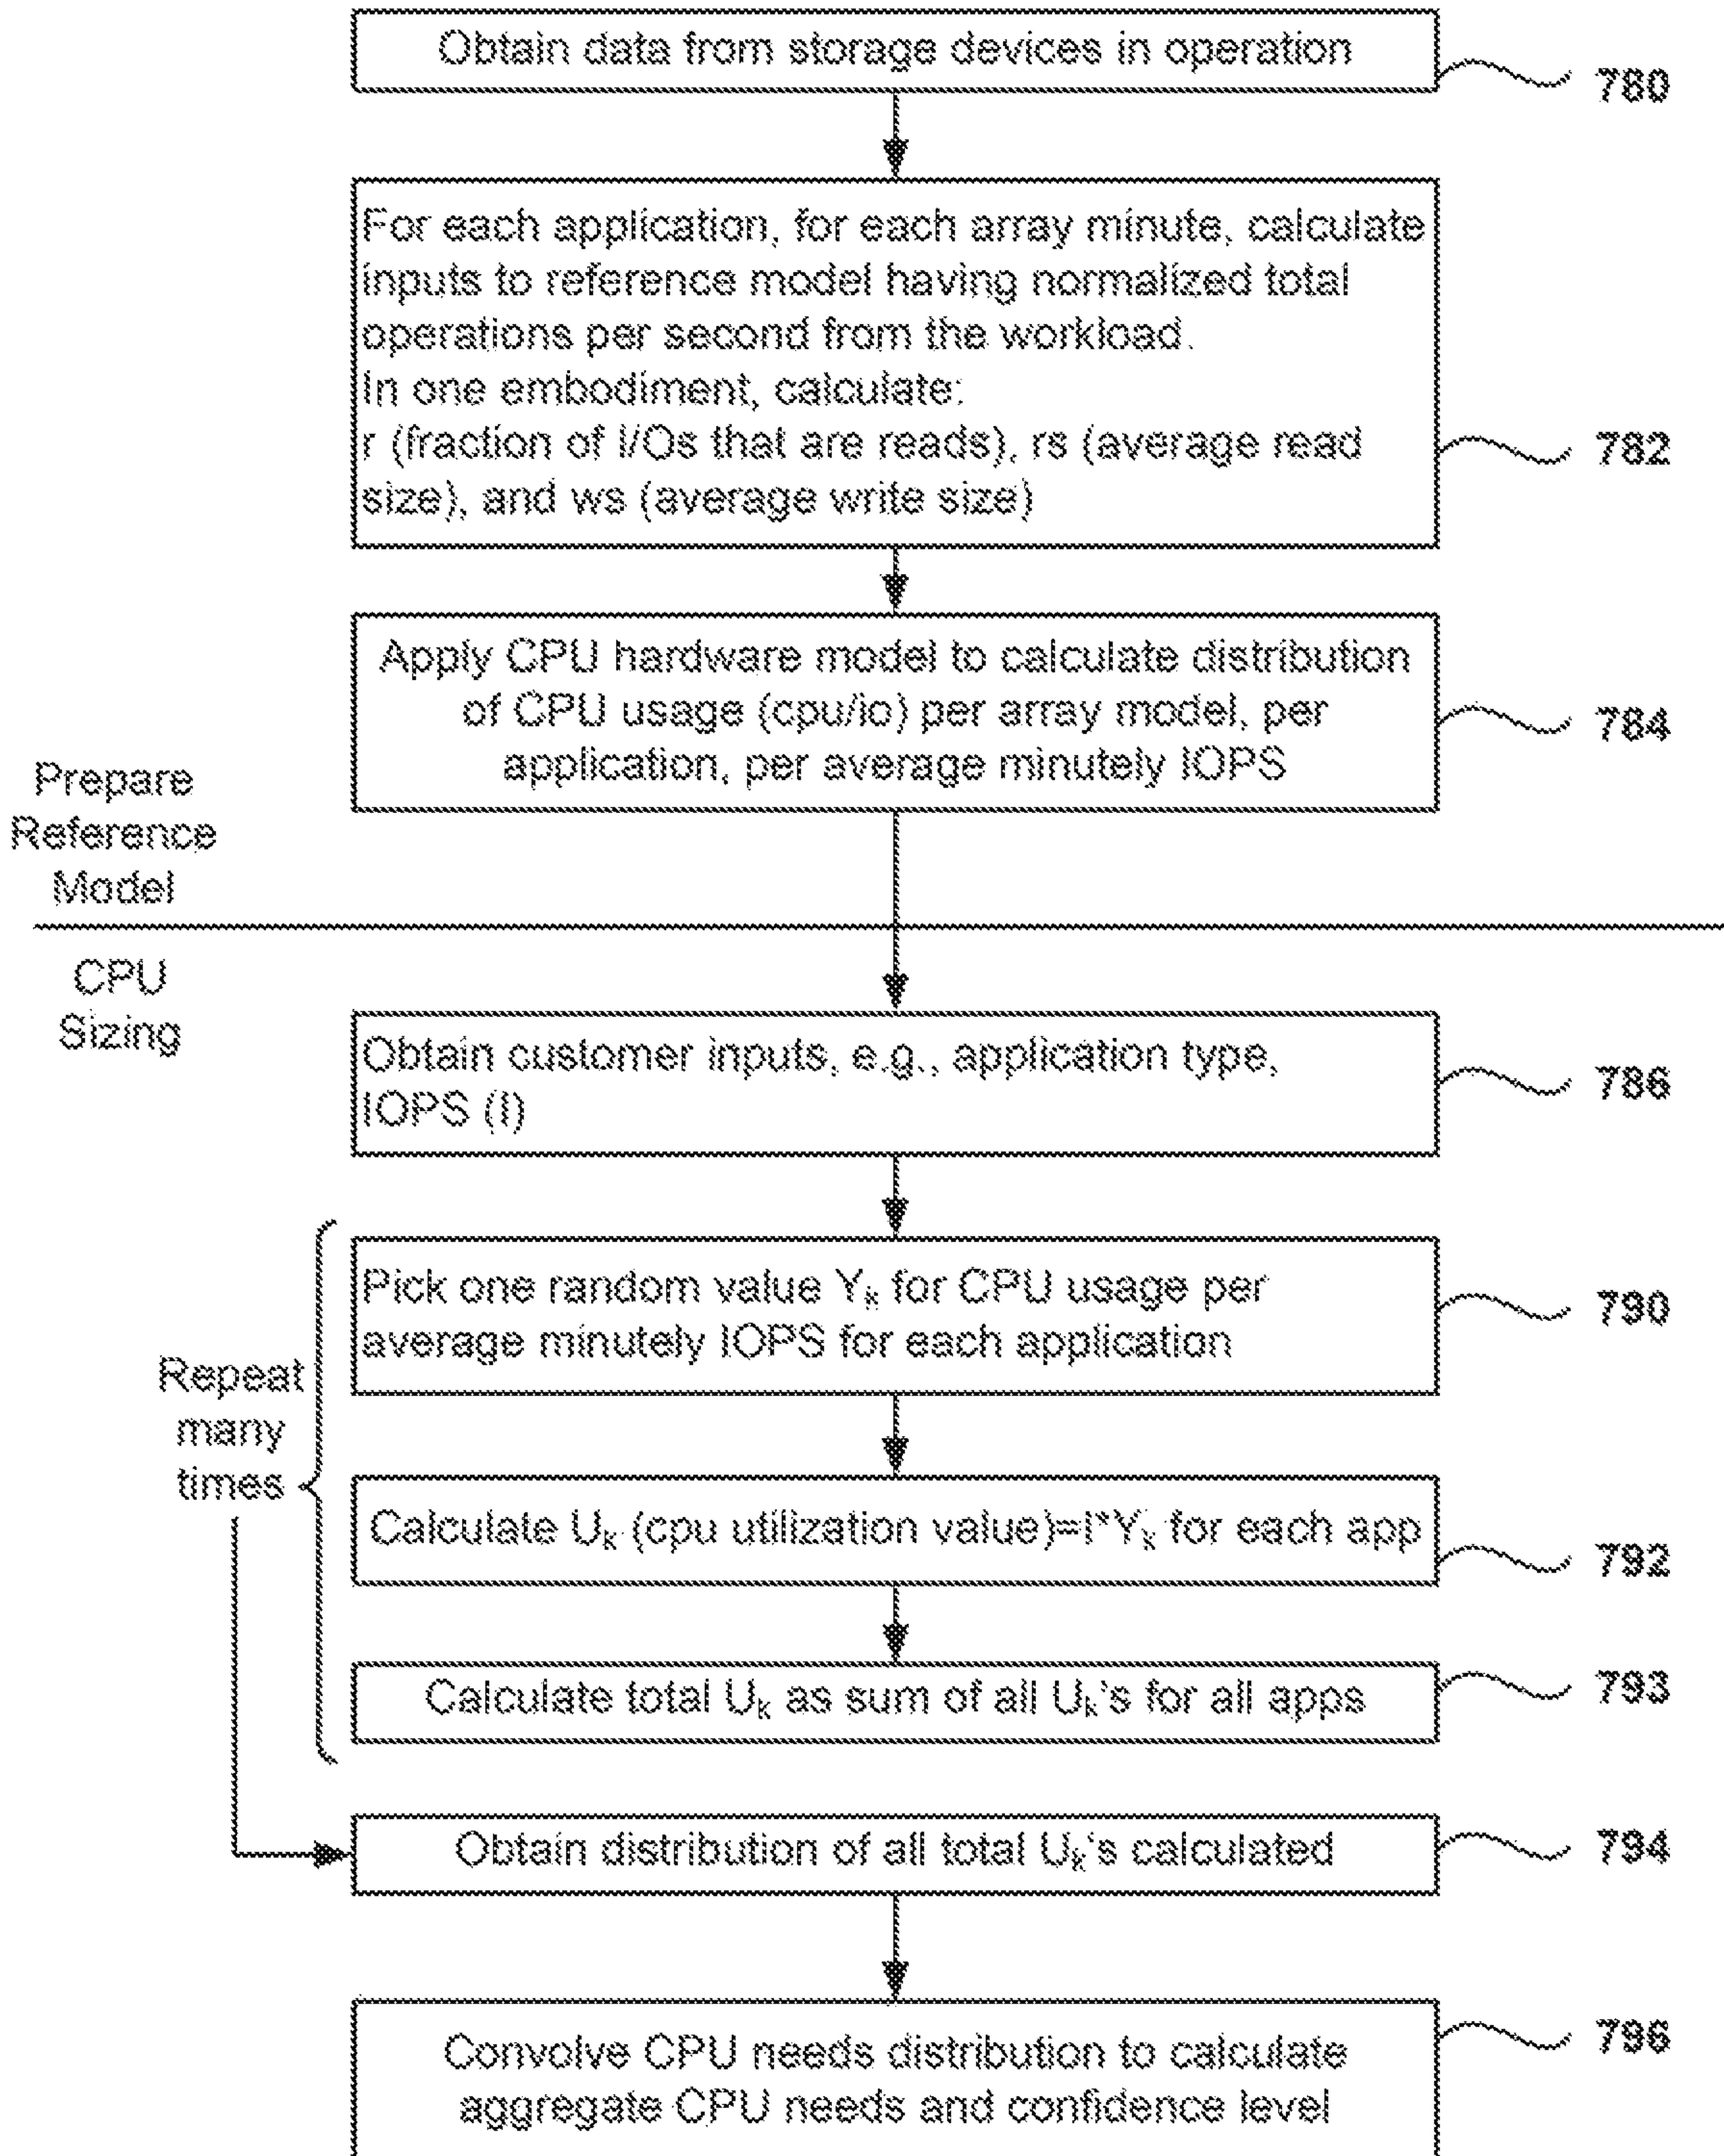 Obtain data from storage devices in operation
780
For each application, for each array minute, calculate
inputs to reference model having normalized total
operations per second from the workload.
In one embodiment, calculate:
r (fraction of I/Os that are reads), rs (average read
size), and ws (average write size)
782
Apply CPU hardware model to calculate distribution
of CPU usage (cpu/io) per array model, per
application, per average minutely IOPS
784
Prepare
Reference
Model
CPU
Sizing
Obtain customer inputs, e.g., application type,
IOPS (I)
786
Pick one random value Yₖ for CPU usage per
average minutely IOPS for each application
790
Repeat
many
times
Calculate Uₖ (cpu utilization value)=I*Yₖ for each app
792
Calculate total Uₖ as sum of all Uₖ's for all apps
793
Obtain distribution of all total Uₖ's calculated
794
Convolve CPU needs distribution to calculate
aggregate CPU needs and confidence level
796